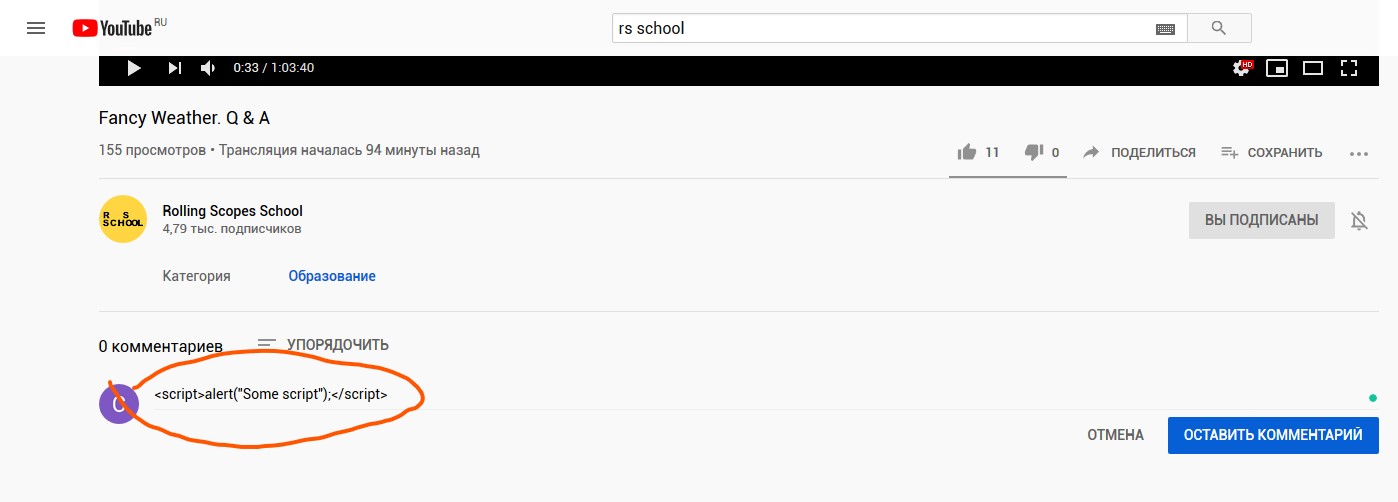 YouTube RU
rs school
0:33 / 1:03:40
HD
Fancy Weather. Q & A
155 просмотров • Трансляция началась 94 минуты назад
11
0
ПОДЕЛИТЬСЯ
СОХРАНИТЬ
RS SCHOOL
Rolling Scopes School
4,79 тыс. подписчиков
ВЫ ПОДПИСАНЫ
Категория
Образование
0 комментариев
УПОРЯДОЧИТЬ
<script>alert("Some script");</script>
ОТМЕНА
ОСТАВИТЬ КОММЕНТАРИЙ